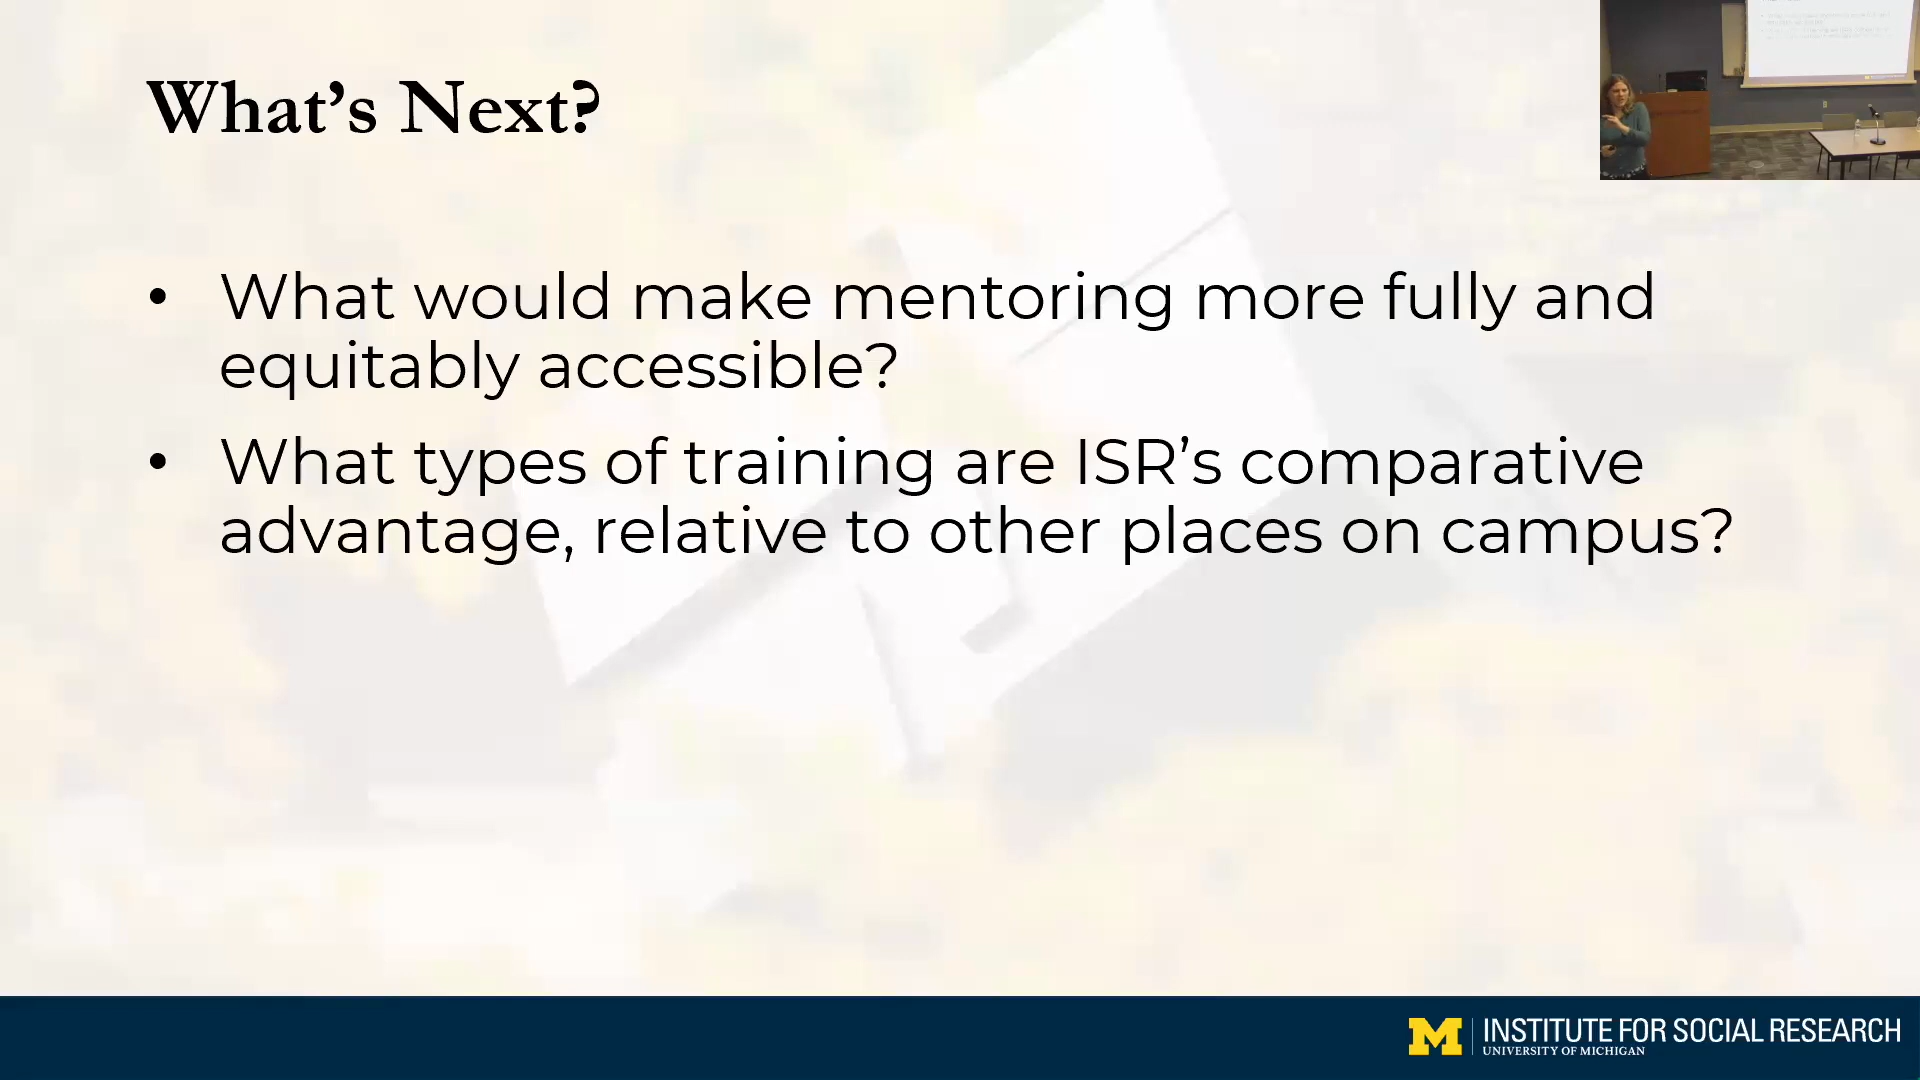 What’s Next?
• What would make mentoring more fully and
equitably accessible?
• What types of training are ISR’s comparative
advantage, relative to other places on campus?
M INSTITUTE FOR SOCIAL RESEARCH
UNIVERSITY OF MICHIGAN